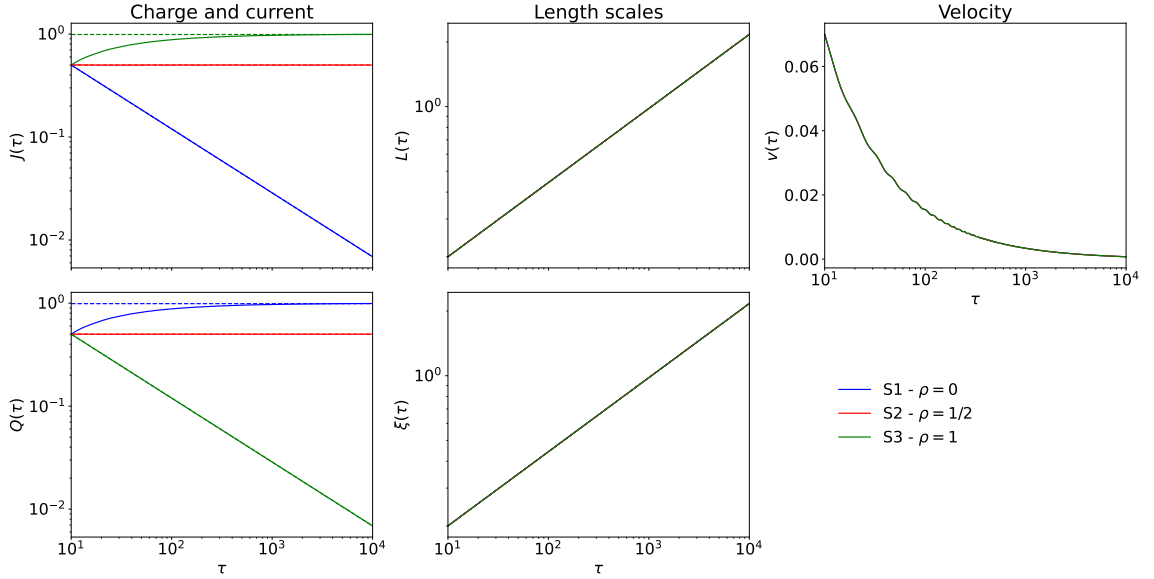 Charge and current
Length scales
Velocity
J(τ)
10⁰
10⁻¹
10⁻²
L(τ)
10⁰
v(τ)
0.06
0.04
0.02
0.00
10¹ 10² 10³ 10⁴
τ
Q(τ)
10⁰
10⁻¹
10⁻²
10¹ 10² 10³ 10⁴
τ
ξ(τ)
10⁰
10¹ 10² 10³ 10⁴
τ
S1 - ρ = 0
S2 - ρ = 1/2
S3 - ρ = 1